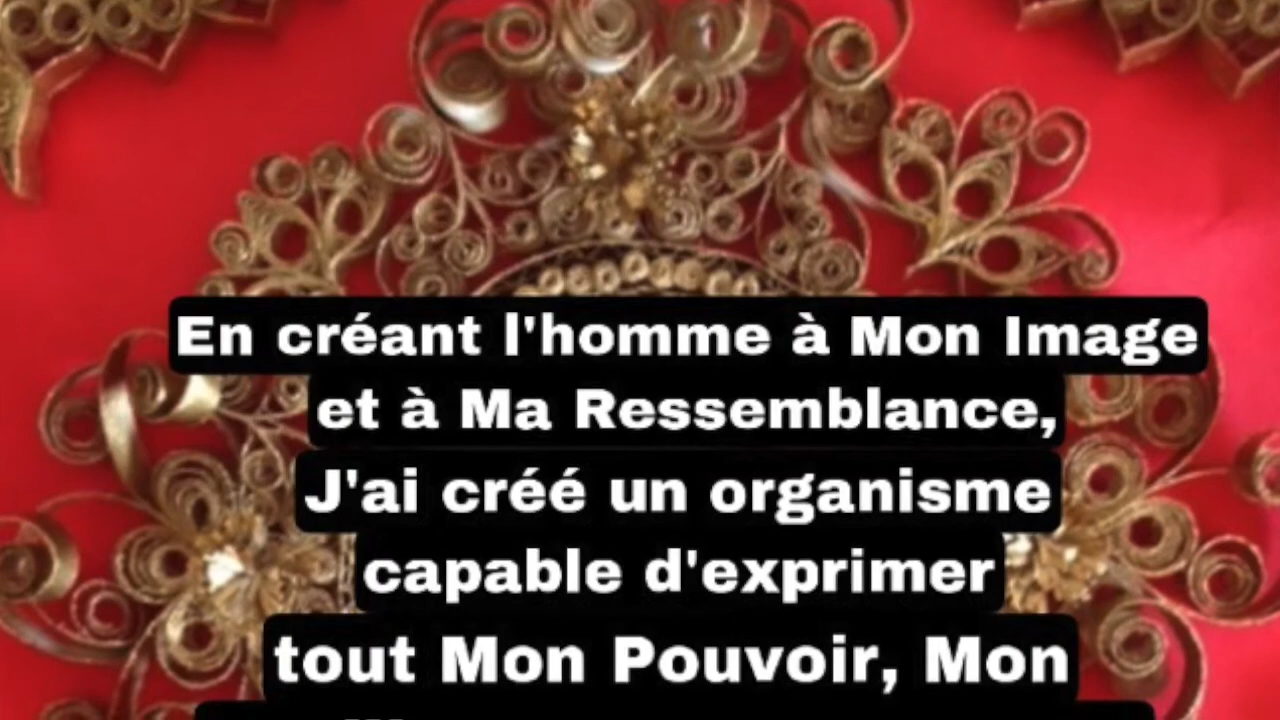 En créant l'homme à Mon Image
et à Ma Ressemblance,
J'ai créé un organisme
capable d'exprimer
tout Mon Pouvoir, Mon